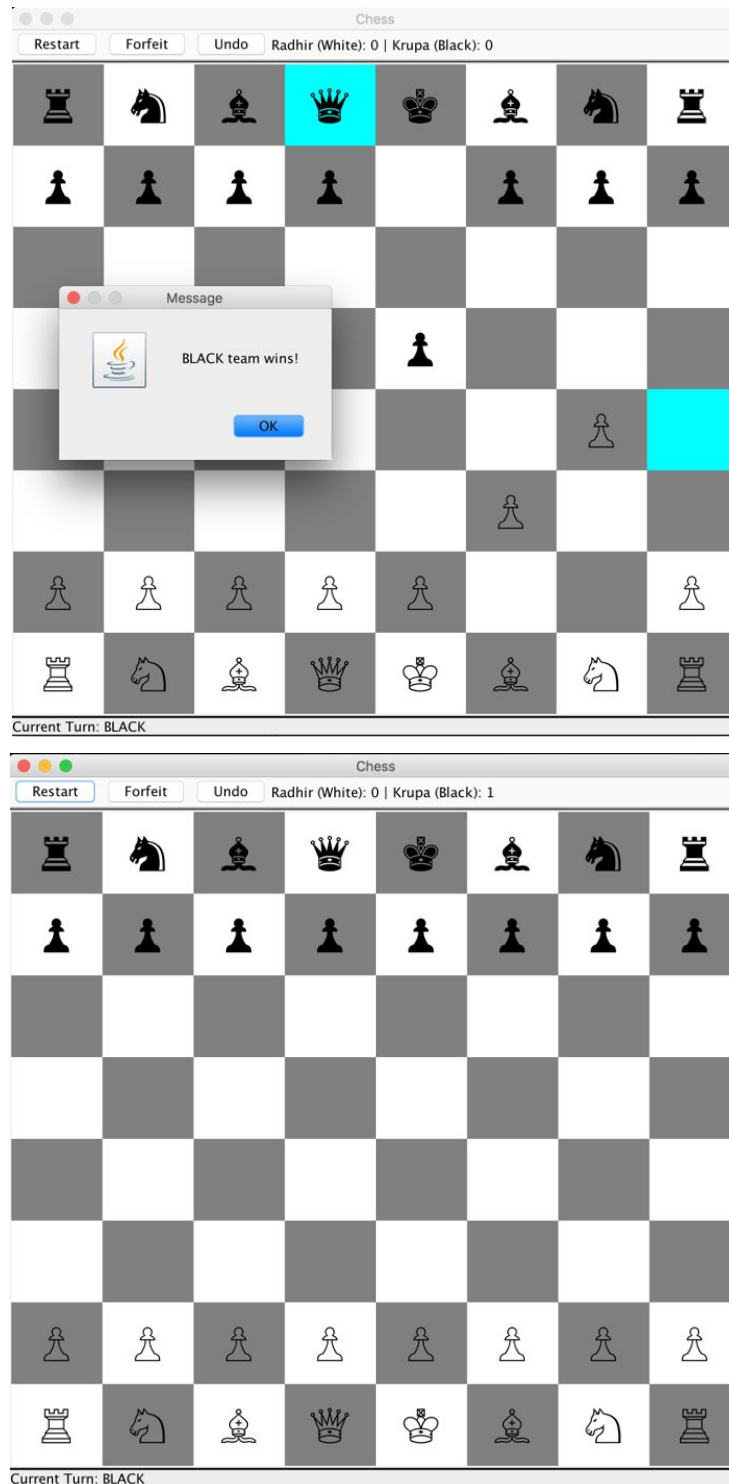 Chess
Restart Forfeit Undo Radhir (White): 0 | Krupa (Black): 0
Message
BLACK team wins!
OK
Current Turn: BLACK
Chess
Restart Forfeit Undo Radhir (White): 0 | Krupa (Black): 1
Current Turn: BLACK